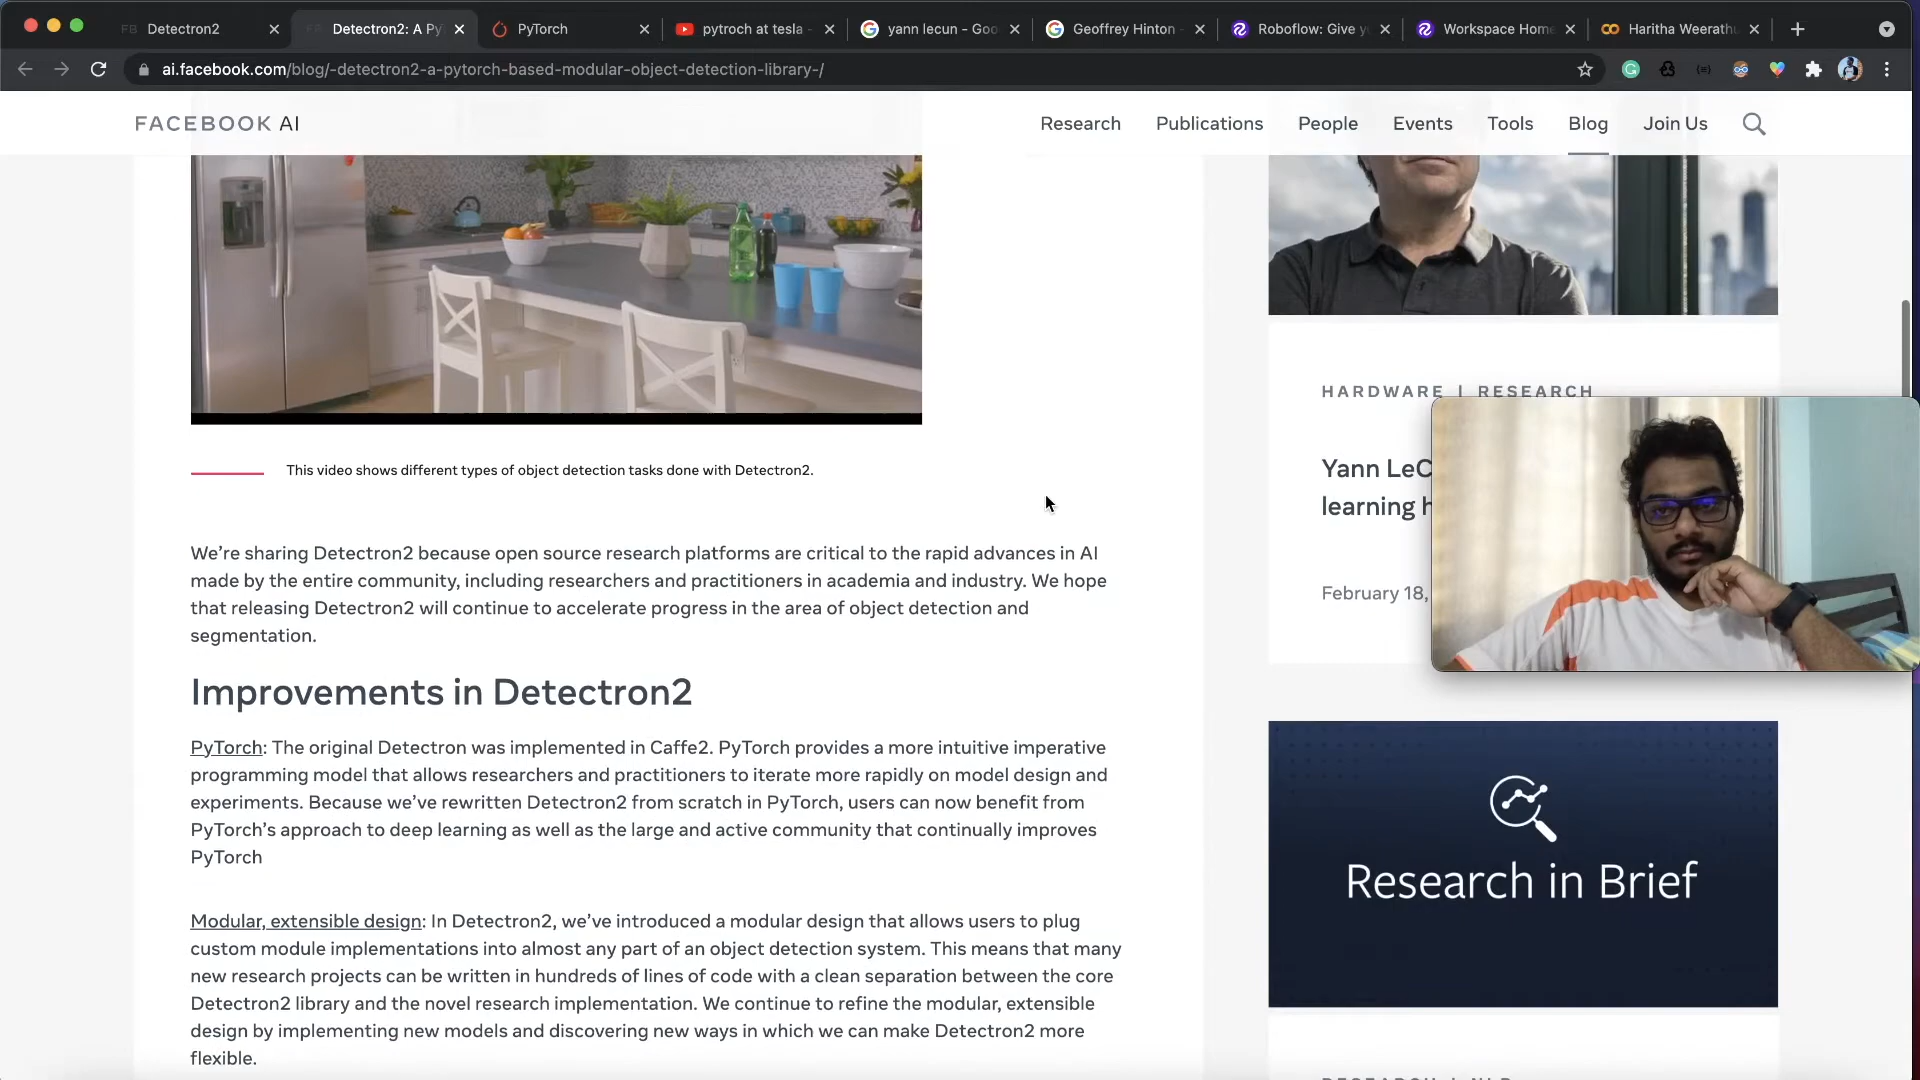 Detectron2
Detectron2: A Py
PyTorch
pytroch at tesla -
yann lecun - Goo
Geoffrey Hinton -
Roboflow: Give y
Workspace Home
Haritha Weerath
ai.facebook.com/blog/-detectron2-a-pytorch-based-modular-object-detection-library-/
FACEBOOK AI
Research
Publications
People
Events
Tools
Blog
Join Us
This video shows different types of object detection tasks done with Detectron2.
We’re sharing Detectron2 because open source research platforms are critical to the rapid advances in AI
made by the entire community, including researchers and practitioners in academia and industry. We hope
that releasing Detectron2 will continue to accelerate progress in the area of object detection and
segmentation.
Improvements in Detectron2
PyTorch: The original Detectron was implemented in Caffe2. PyTorch provides a more intuitive imperative
programming model that allows researchers and practitioners to iterate more rapidly on model design and
experiments. Because we’ve rewritten Detectron2 from scratch in PyTorch, users can now benefit from
PyTorch’s approach to deep learning as well as the large and active community that continually improves
PyTorch
Modular, extensible design: In Detectron2, we’ve introduced a modular design that allows users to plug
custom module implementations into almost any part of an object detection system. This means that many
new research projects can be written in hundreds of lines of code with a clean separation between the core
Detectron2 library and the novel research implementation. We continue to refine the modular, extensible
design by implementing new models and discovering new ways in which we can make Detectron2 more
flexible.
HARDWARE | RESEARCH
Yann LeC
learning h
February 18,
Research in Brief